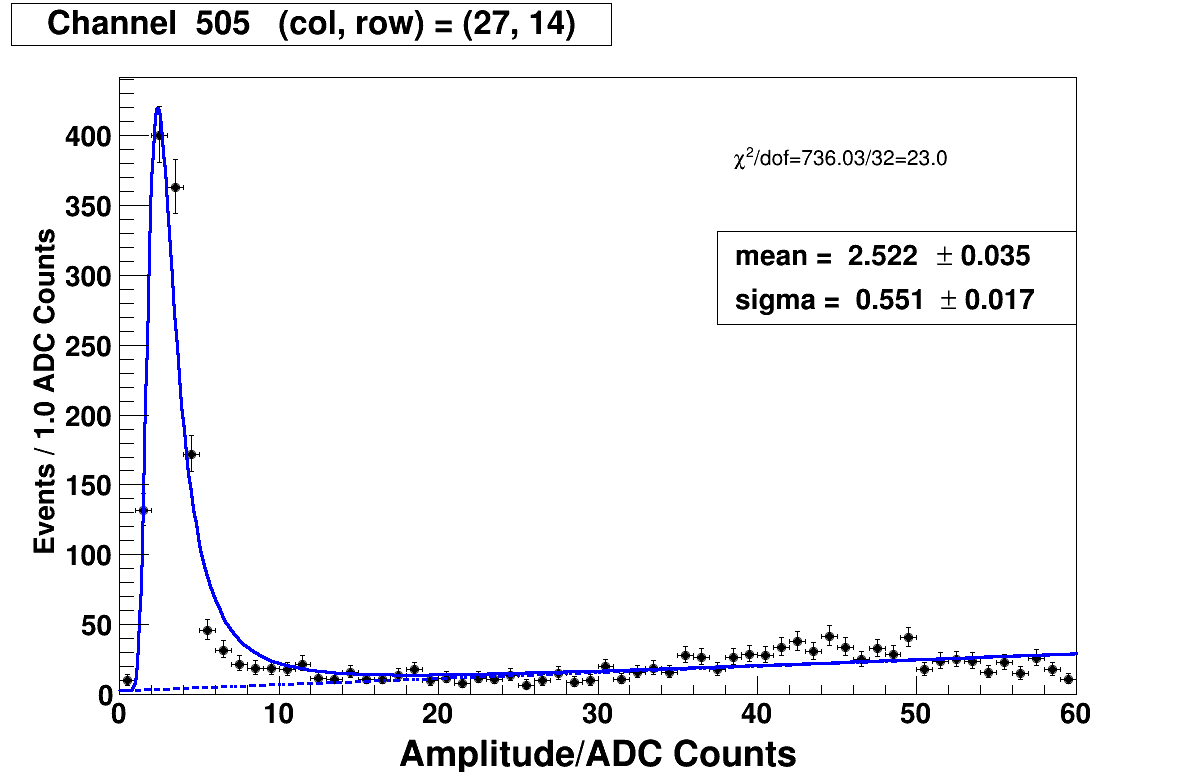 Channel 505 (col, row) = (27, 14)
χ²/dof=736.03/32=23.0
mean = 2.522 ± 0.035
sigma = 0.551 ± 0.017
Events / 1.0 ADC Counts
400
350
300
250
200
150
100
50
0
0 10 20 30 40 50 60
Amplitude/ADC Counts